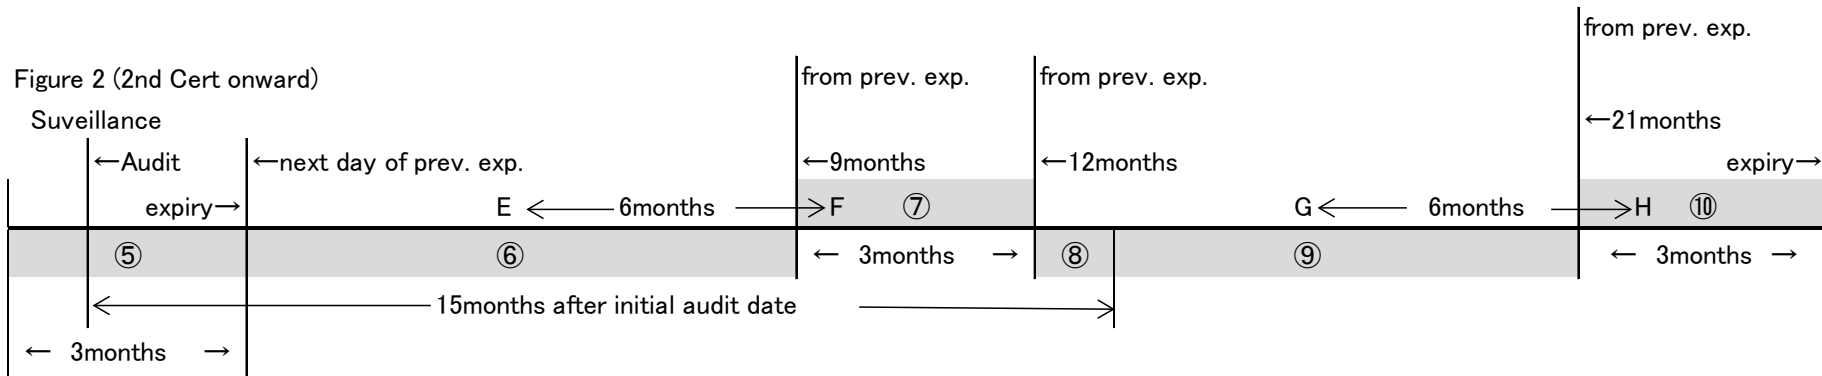 from prev. exp.
Figure 2 (2nd Cert onward)
from prev. exp.
from prev. exp.
Suveillance
←21months
←Audit
←next day of prev. exp.
←9months
←12months
expiry→
expiry→
E
6months
F
⑦
G
6months
H
⑩
⑤
⑥
← 3months →
⑧
⑨
← 3months →
15months after initial audit date
← 3months →